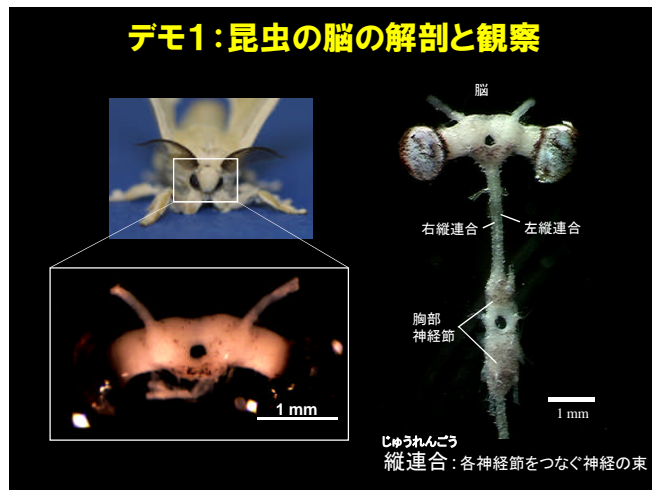 デモ1：昆虫の脳の解剖と観察
脳
右縦連合
左縦連合
胸部
神経節
1 mm
1 mm
じゅうれんごう
縦連合：各神経節をつなぐ神経の束